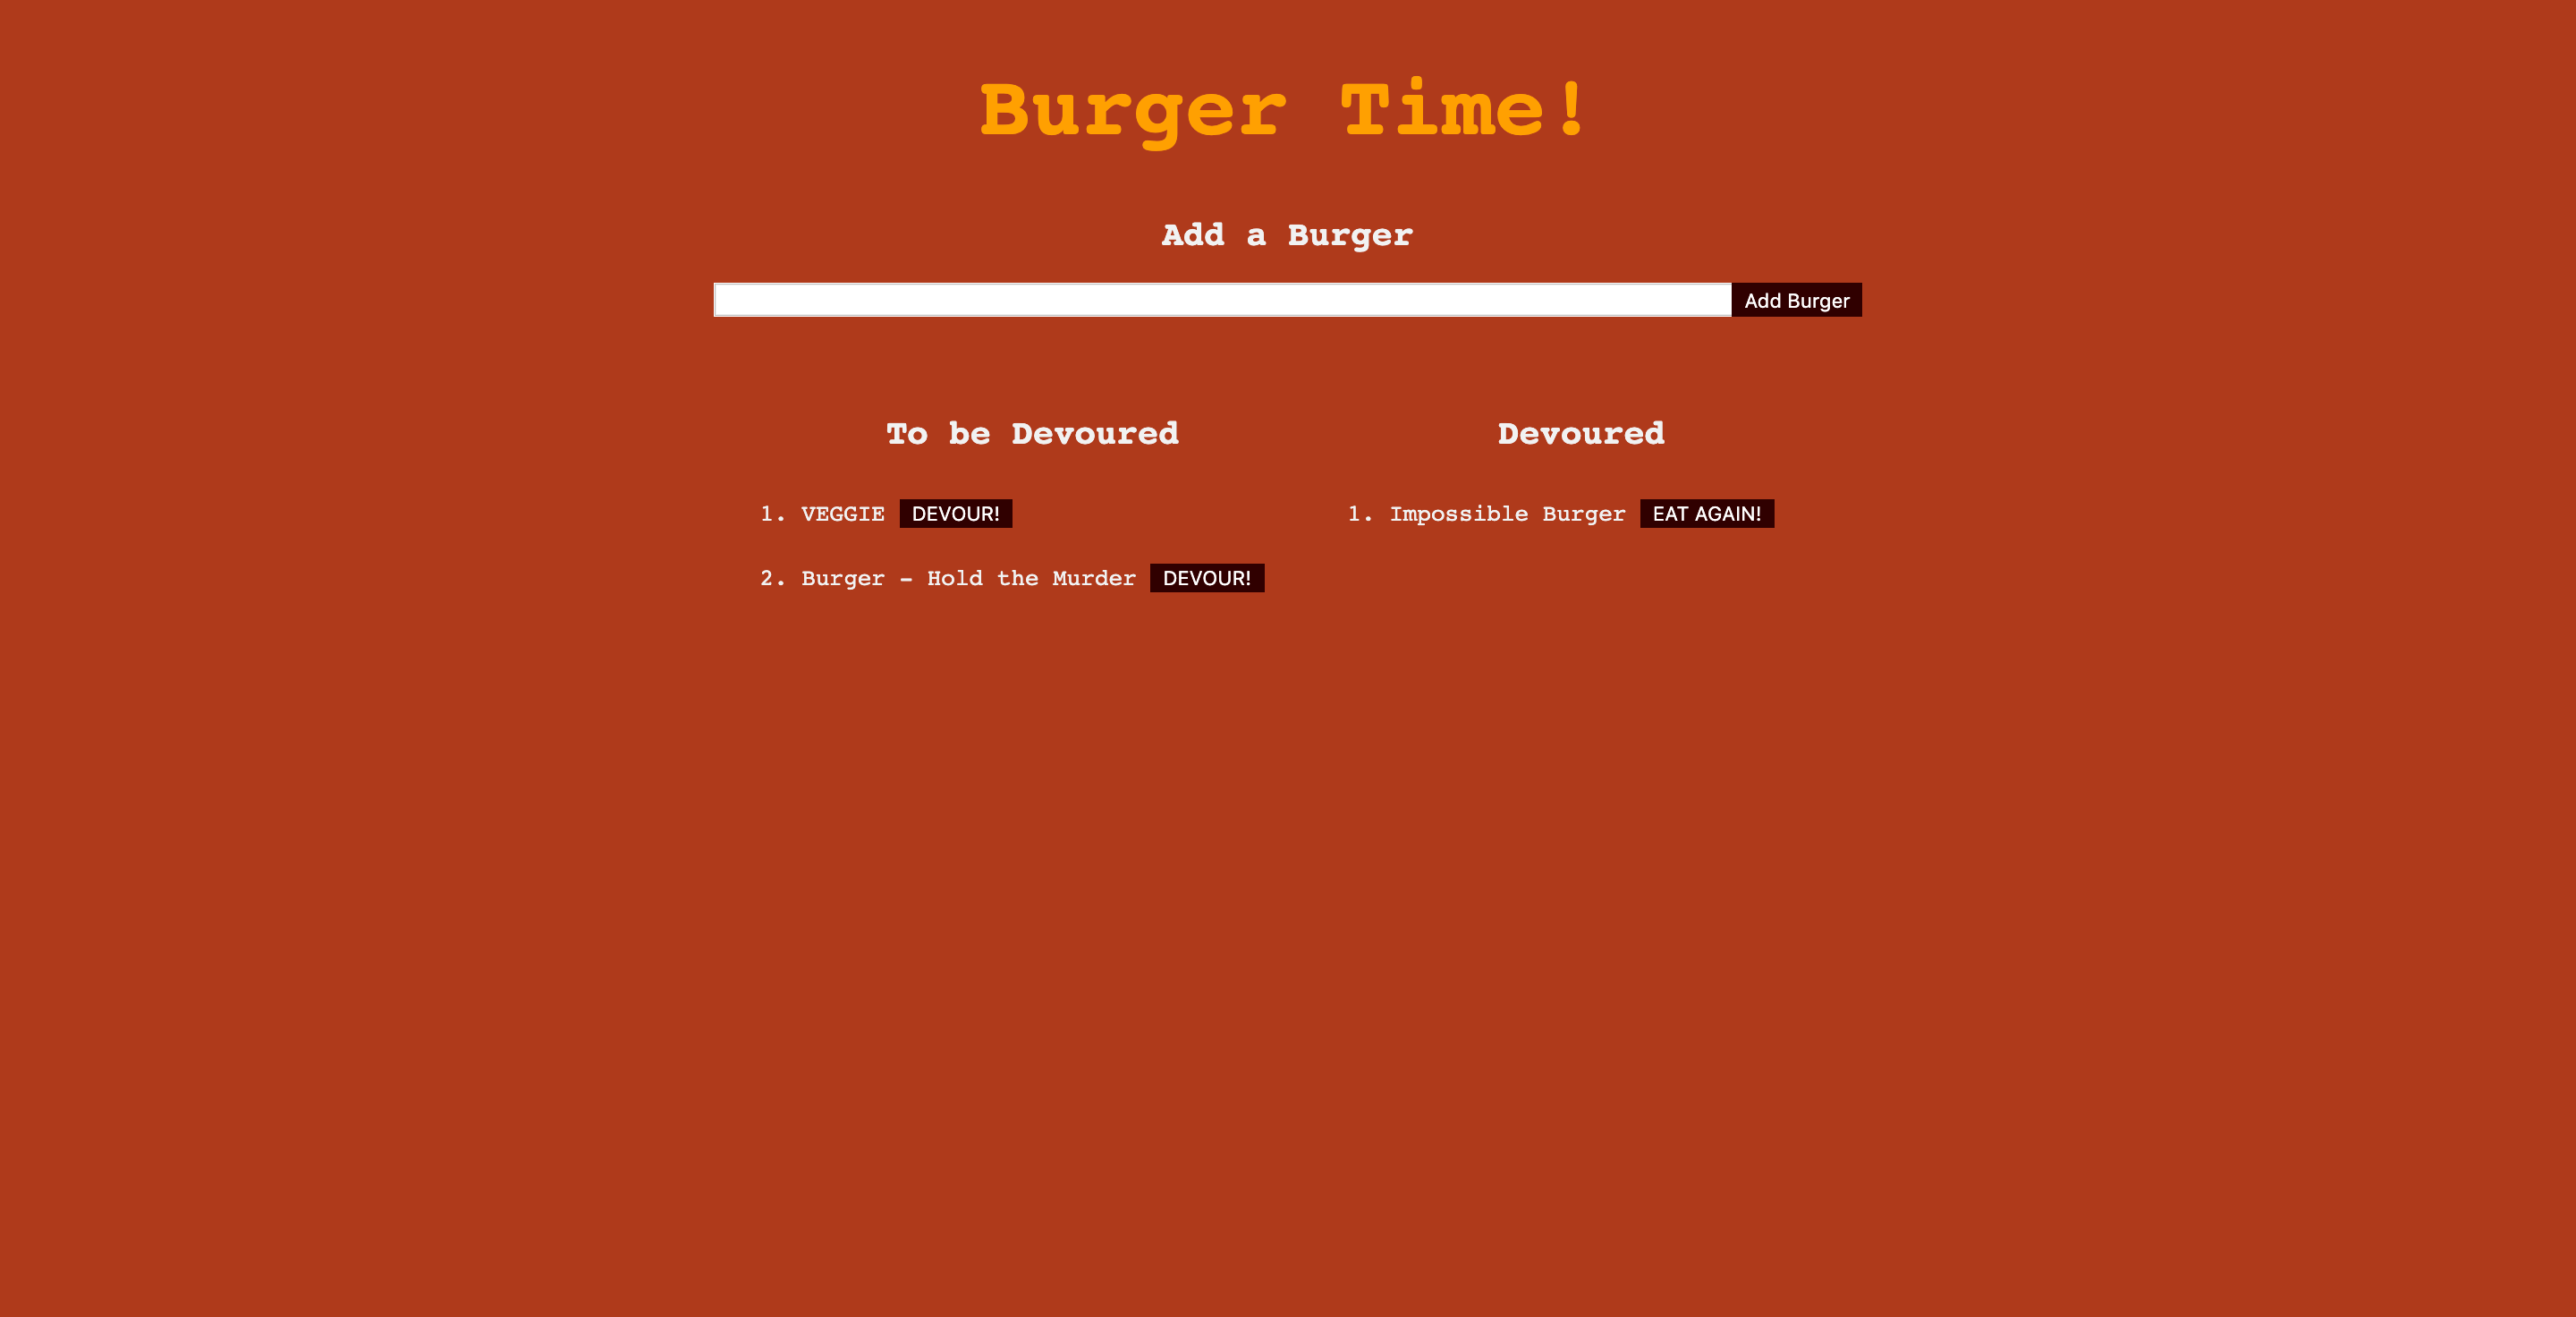 Burger Time!
Add a Burger
Add Burger
To be Devoured
1. VEGGIE DEVOUR!
2. Burger - Hold the Murder DEVOUR!
Devoured
1. Impossible Burger EAT AGAIN!